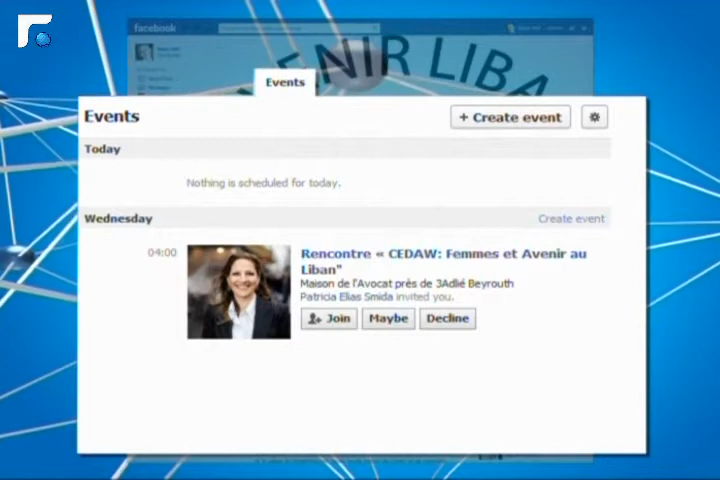 facebook
ENIR LIBA
Events
Events
+ Create event
Today
Nothing is scheduled for today.
Wednesday
Create event
04:00
Rencontre « CEDAW: Femmes et Avenir au
Liban"
Maison de l'Avocat près de 3Adlié Beyrouth
Patricia Elias Smida invited you.
Join
Maybe
Decline